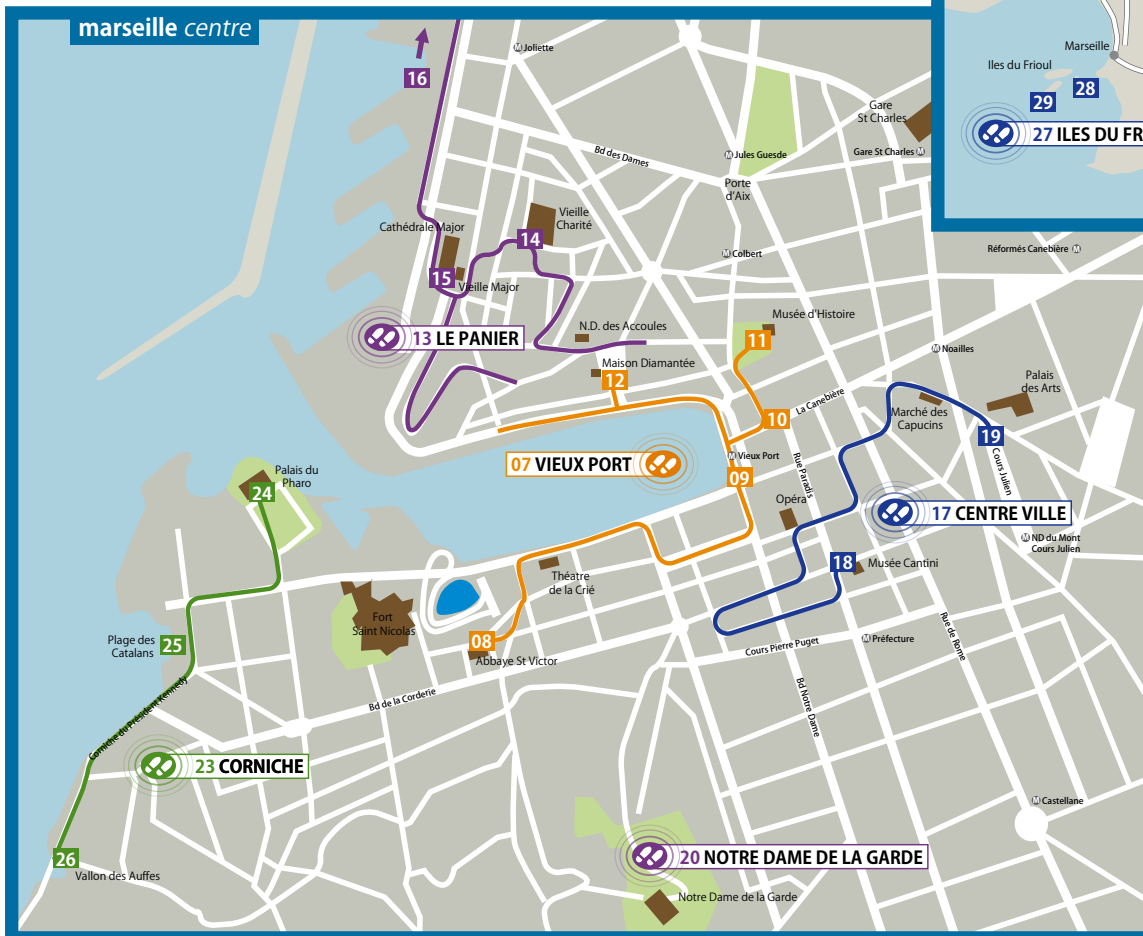 marseille centre
16
Joliette
Marseille
Iles du Frioul
28
29
27 ILES DU FR
Gare
St Charles
Gare St Charles
Bd des Dames
Jules Guesde
Porte
d'Aix
Vieille
Charité
Cathédrale Major
14
15
Vieille Major
Colbert
Réformés Canebière
Musée d'Histoire
11
N.D. des Accoules
13 LE PANIER
Maison Diamantée
12
Noailles
Palais
des Arts
La Canebière
Marché des
Capucins
10
19
Cours Julien
Vieux Port
07 VIEUX PORT
09
Rue Paradis
Palais du
Pharo
24
Opéra
17 CENTRE VILLE
ND du Mont
Cours Julien
18
Musée Cantini
Théatre
de la Crié
Fort
Saint Nicolas
Rue de Rome
Plage des
Catalans
25
08
Abbaye St Victor
Préfecture
Cours Pierre Puget
Bd de la Corderie
Bd Notre Dame
Corniche du Président Kennedy
23 CORNICHE
Castellane
26
Vallon des Auffes
20 NOTRE DAME DE LA GARDE
Notre Dame de la Garde